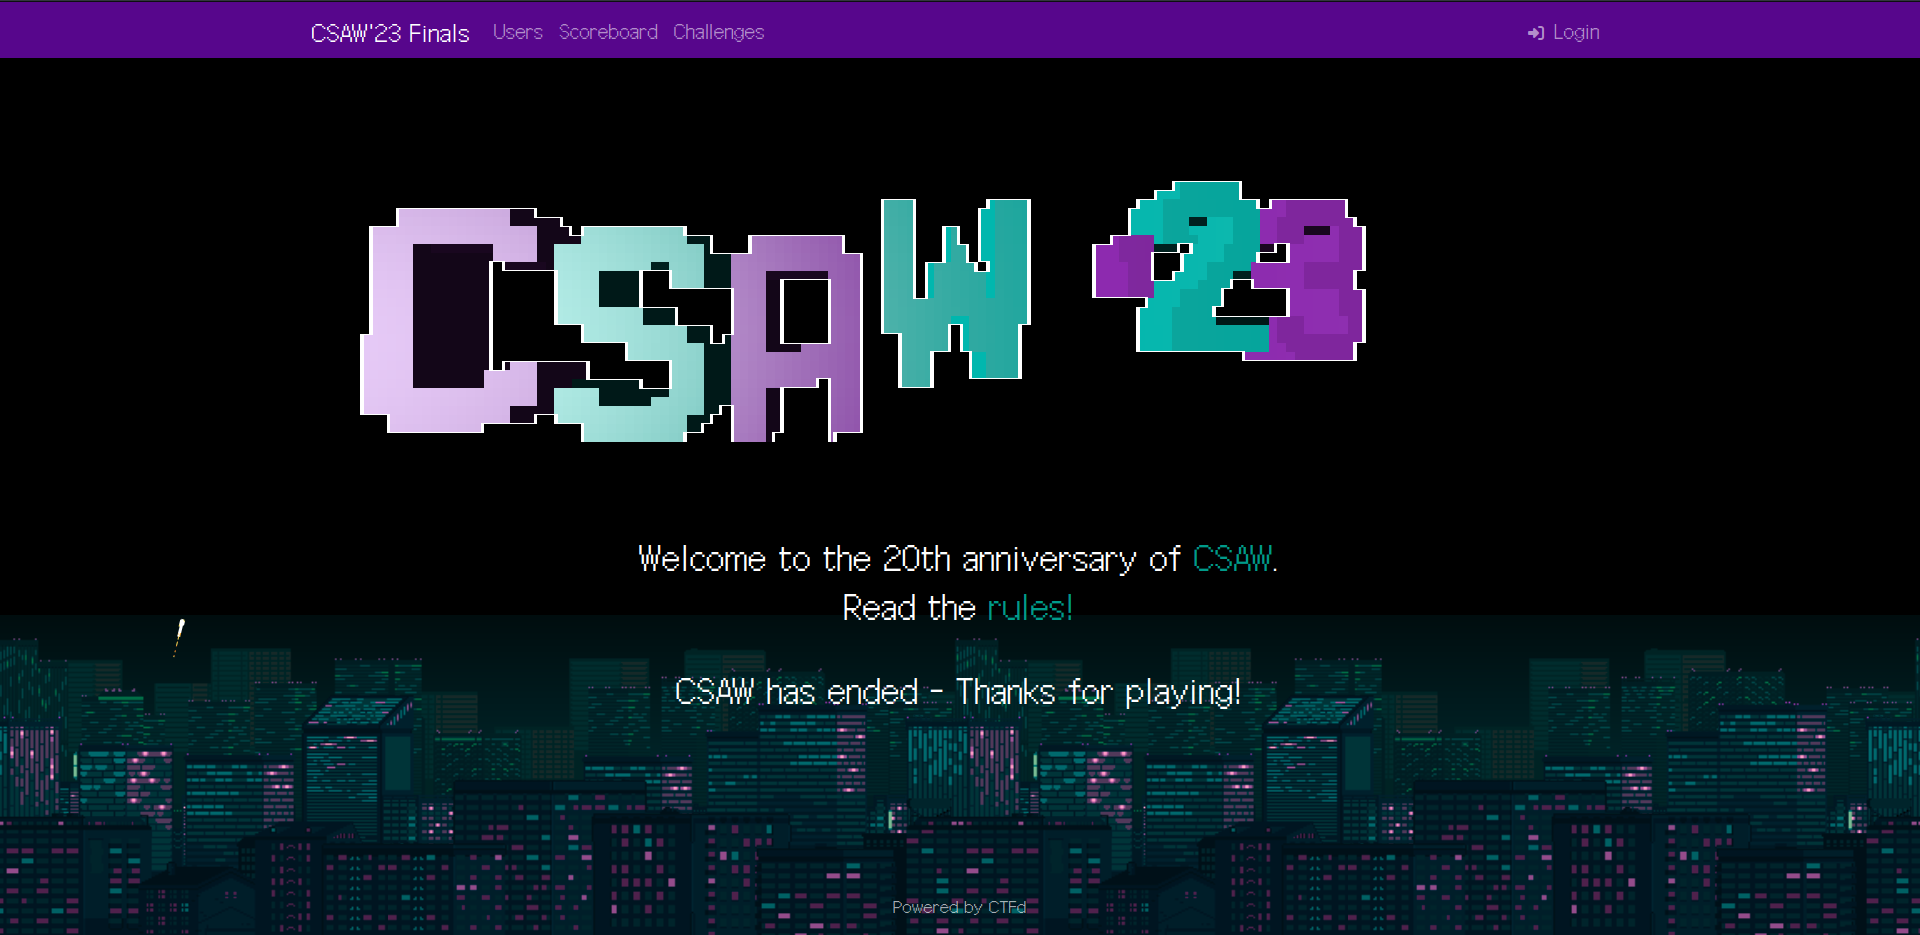 CSAW'23 Finals Users Scoreboard Challenges Login
CSAW '23
Welcome to the 20th anniversary of CSAW.
Read the rules!
CSAW has ended - Thanks for playing!
Powered by CTFd